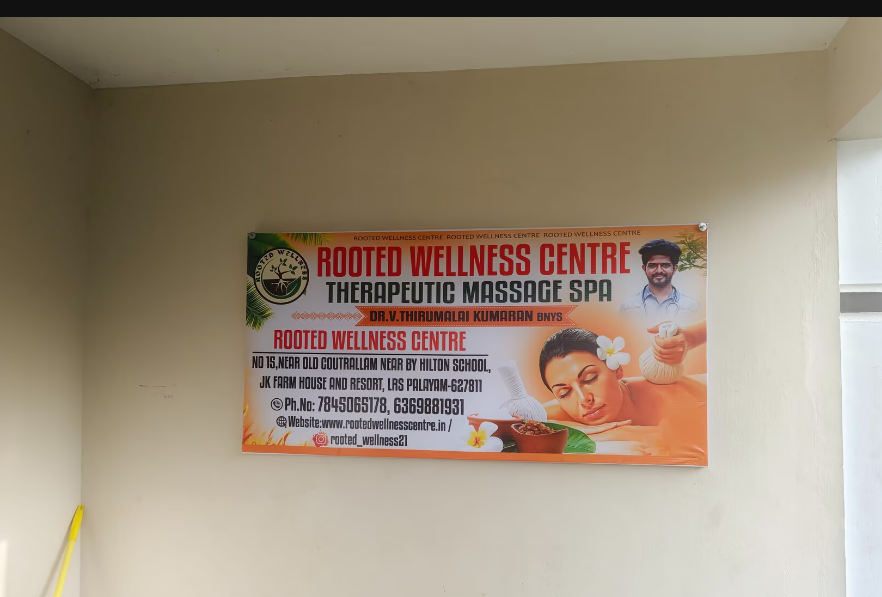 ROOTED WELLNESS CENTRE ROOTED WELLNESS CENTRE ROOTED WELLNESS CENTRE
ROOTED WELLNESS
ROOTED WELLNESS CENTRE
THERAPEUTIC MASSAGE SPA
DR.V.THIRUMALAI KUMARAN BNYS
ROOTED WELLNESS CENTRE
NO 15,NEAR OLD COUTRALLAM NEAR BY HILTON SCHOOL,
JK FARM HOUSE AND RESORT, LRS PALAYAM-627811
Ph.No: 7845065178, 6369881931
Website:www.rootedwellnesscentre.in /
rooted_wellness21